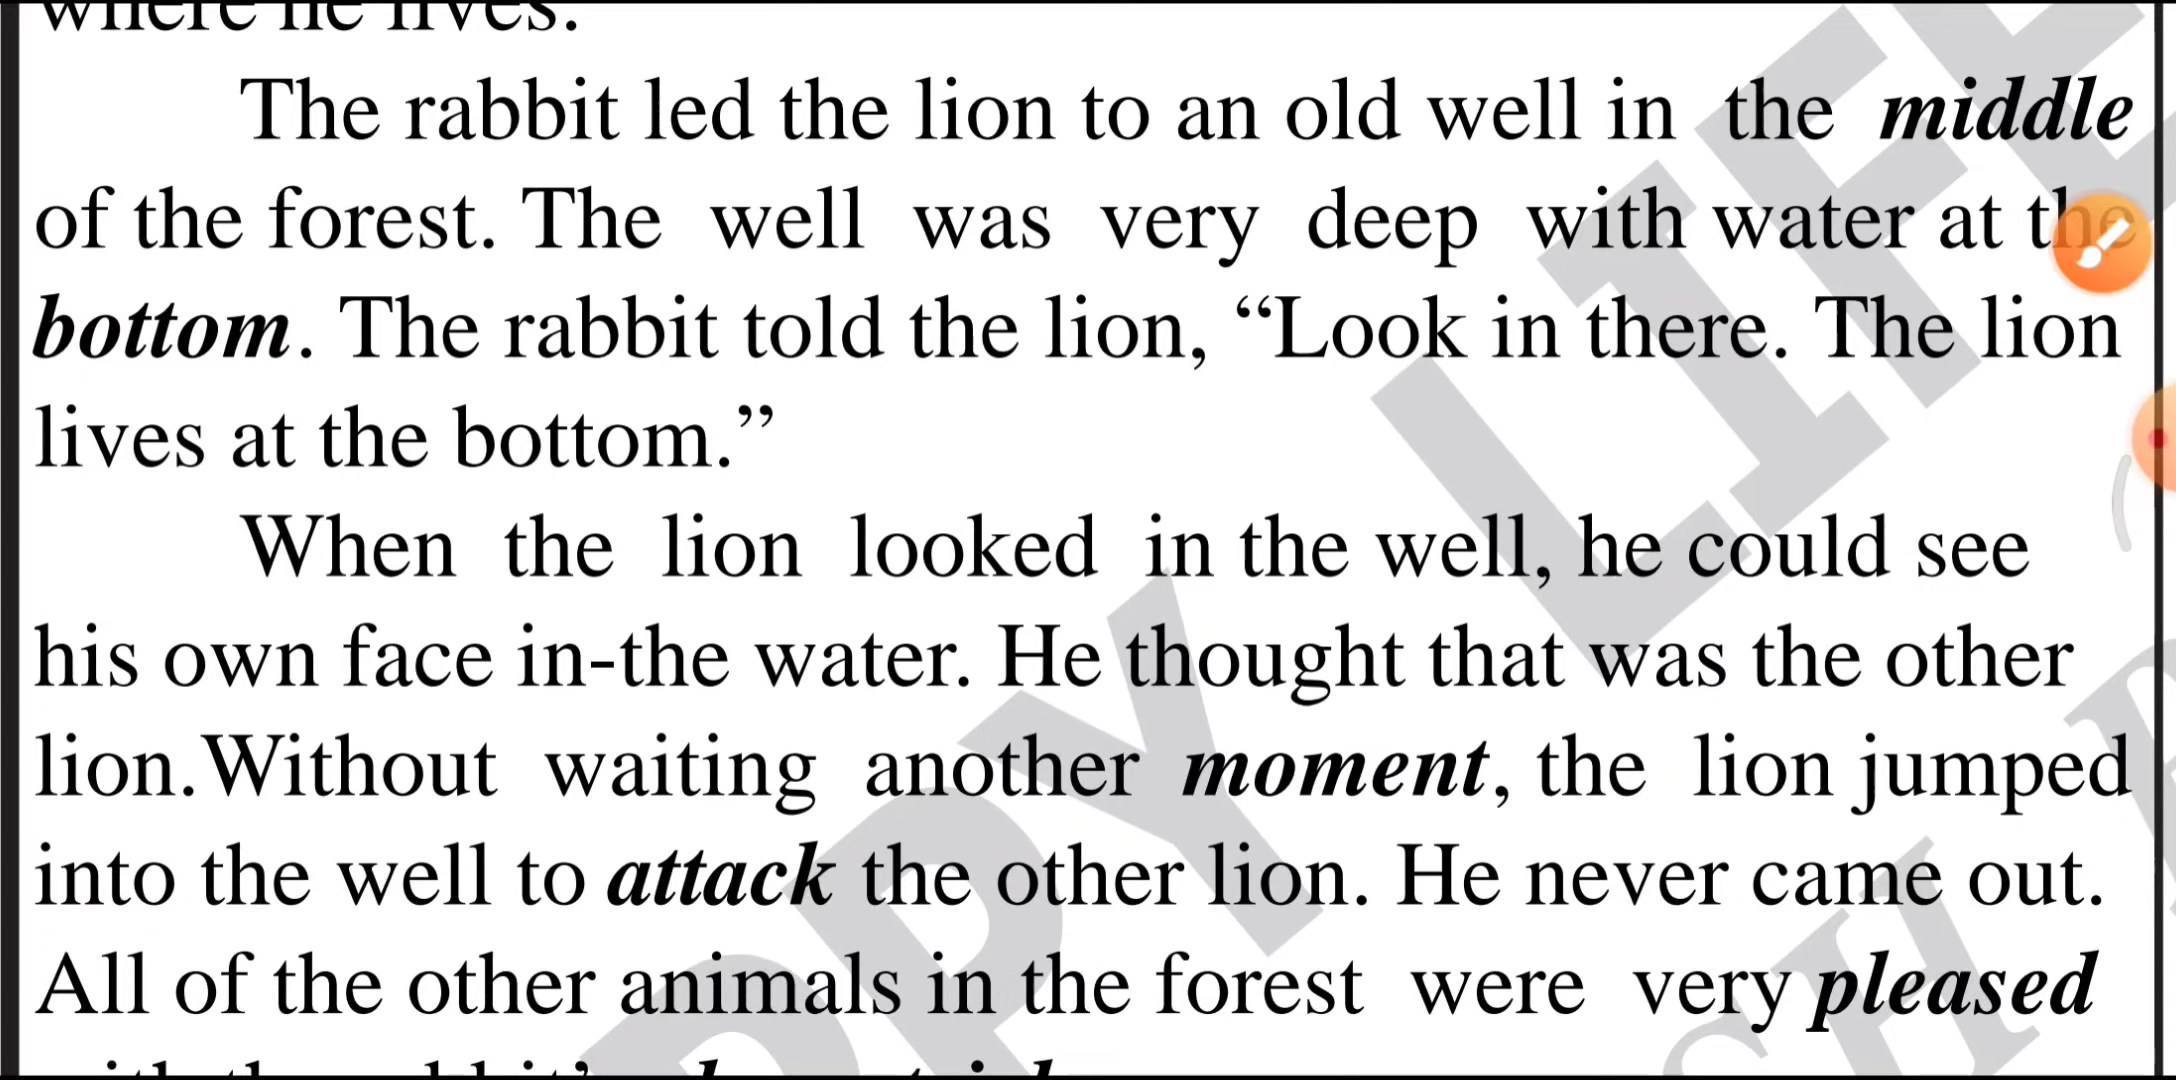 where he lives.
The rabbit led the lion to an old well in the middle
of the forest. The well was very deep with water at the
bottom. The rabbit told the lion, “Look in there. The lion
lives at the bottom.”
When the lion looked in the well, he could see
his own face in-the water. He thought that was the other
lion.Without waiting another moment, the lion jumped
into the well to attack the other lion. He never came out.
All of the other animals in the forest were very pleased